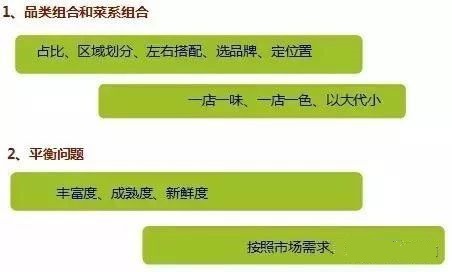 1、品类组合和菜系组合
占比、区域划分、左右搭配、选品牌、定位置
一店一味、一店一色、以大代小
2、平衡问题
丰富度、成熟度、新鲜度
按照市场需求、